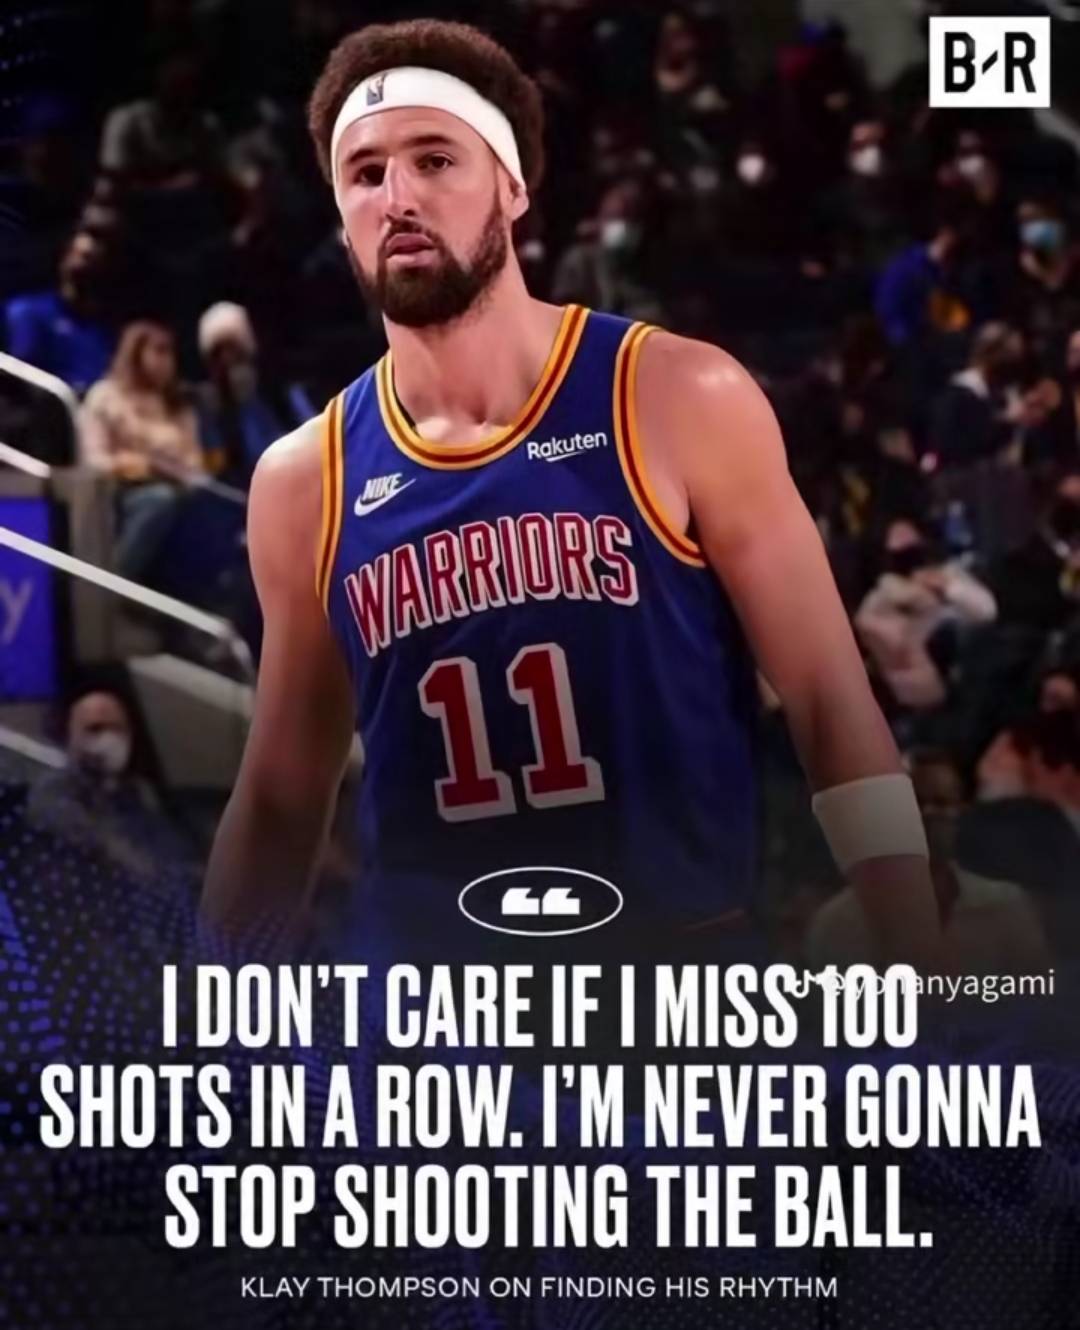 B-R
Rakuten
NIKE
WARRIORS
11
y
I DON'T CARE IF I MISS 100
SHOTS IN A ROW. I'M NEVER GONNA
STOP SHOOTING THE BALL.
KLAY THOMPSON ON FINDING HIS RHYTHM